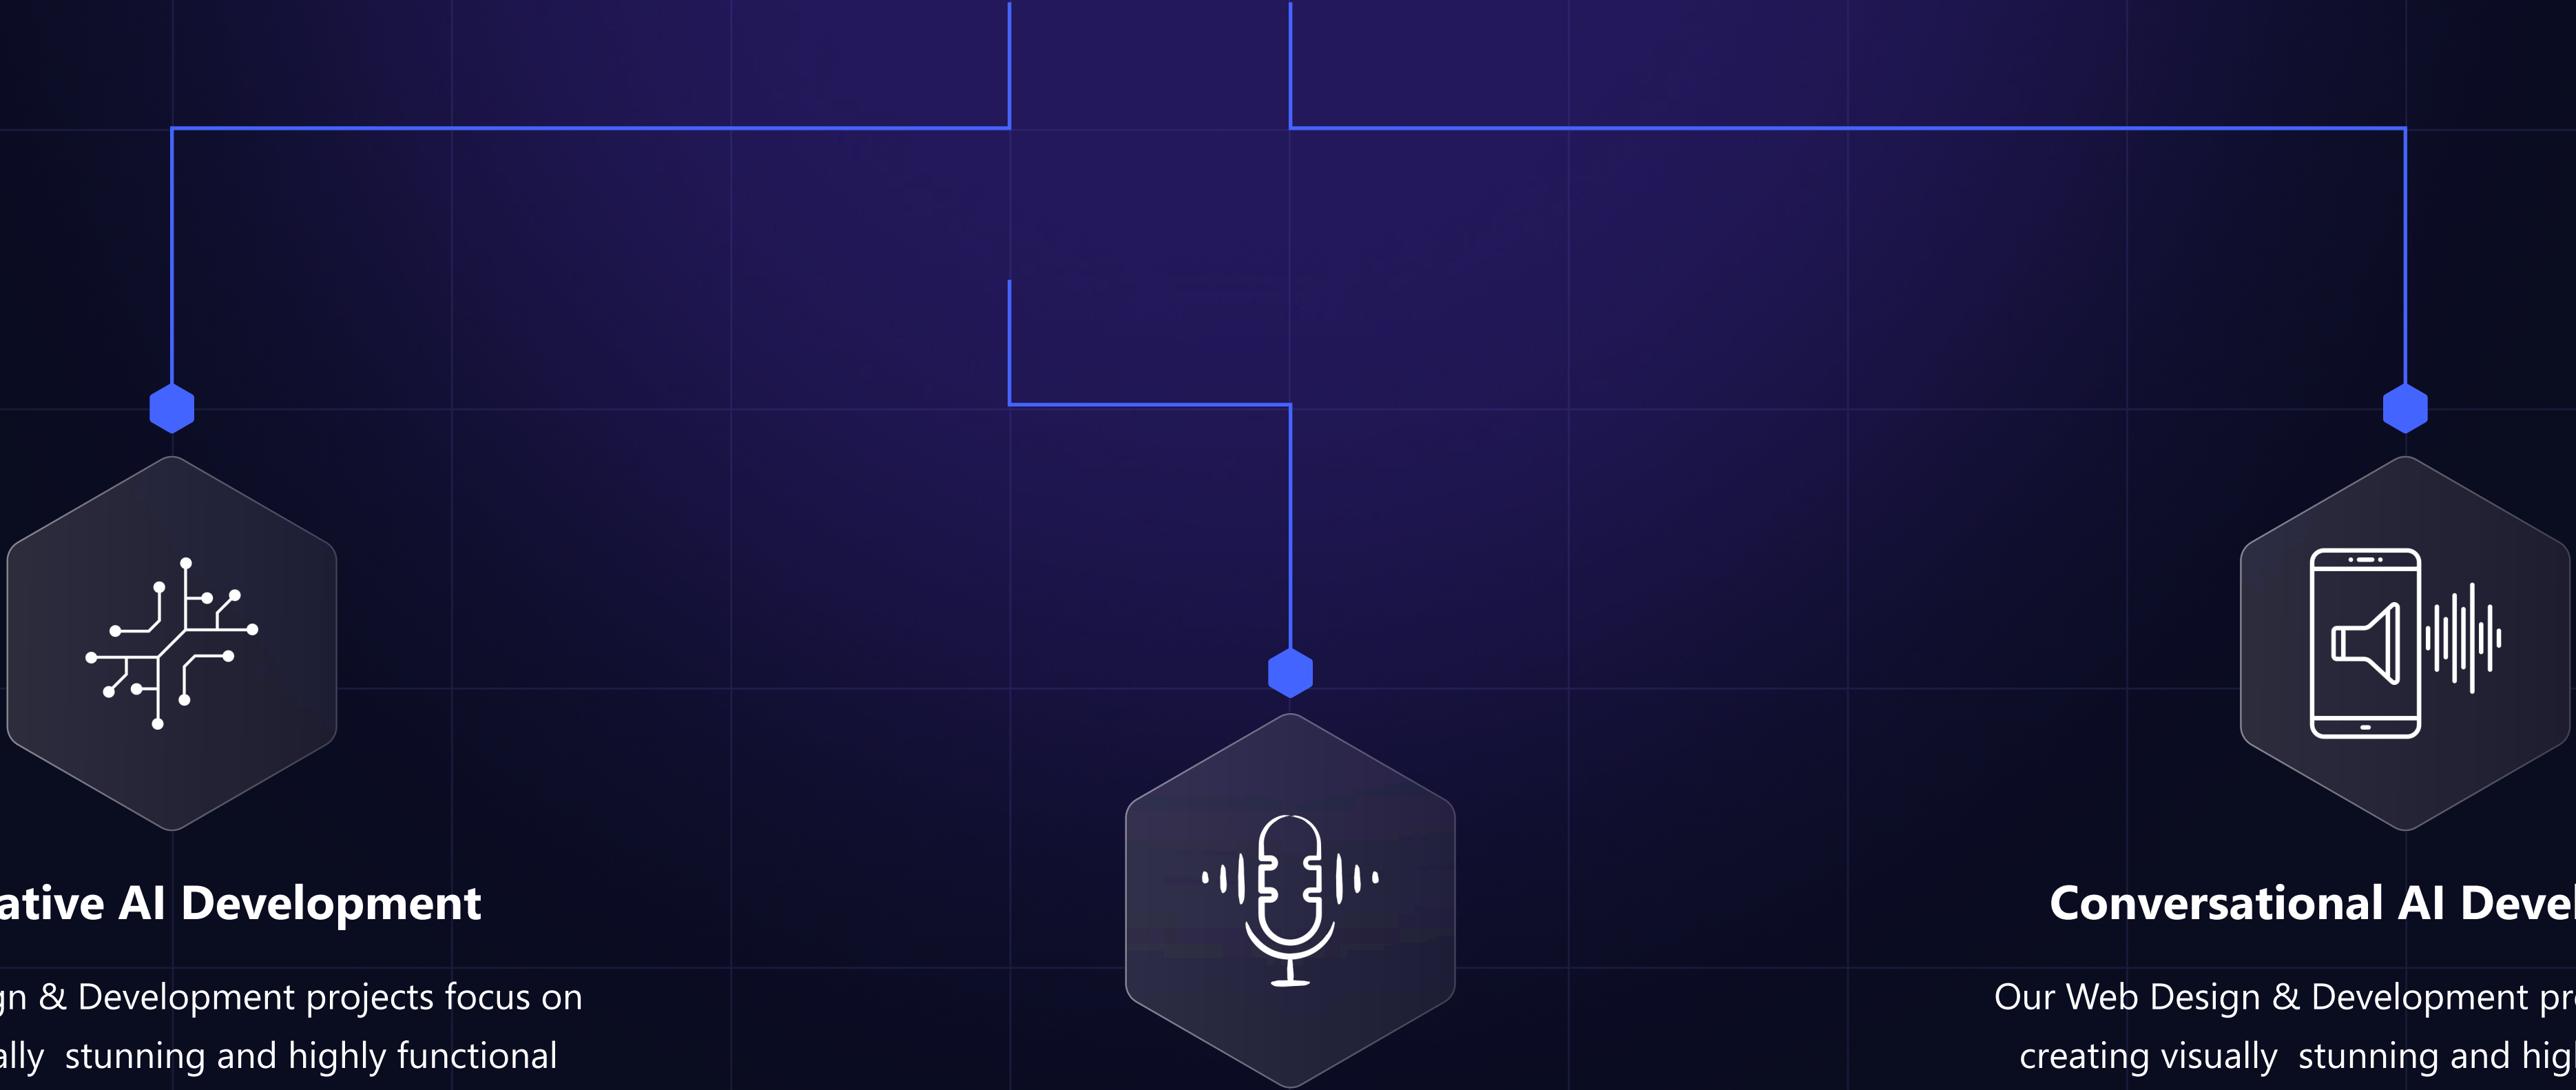 ative AI Development
Conversational AI Devel
gn & Development projects focus on
Our Web Design & Development pr
ally stunning and highly functional
creating visually stunning and hig